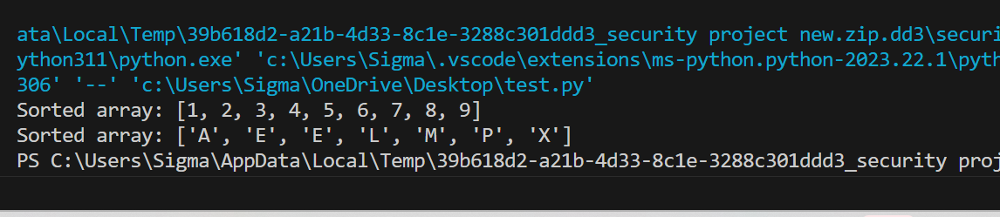 ata\Local\Temp\39b618d2-a21b-4d33-8c1e-3288c301ddd3_security project new.zip.dd3\securi
ython311\python.exe' 'c:\Users\Sigma\.vscode\extensions\ms-python.python-2023.22.1\pyth
306' '--' 'c:\Users\Sigma\OneDrive\Desktop\test.py'
Sorted array: [1, 2, 3, 4, 5, 6, 7, 8, 9]
Sorted array: ['A', 'E', 'E', 'L', 'M', 'P', 'X']
PS C:\Users\Sigma\AppData\Local\Temp\39b618d2-a21b-4d33-8c1e-3288c301ddd3_security proj